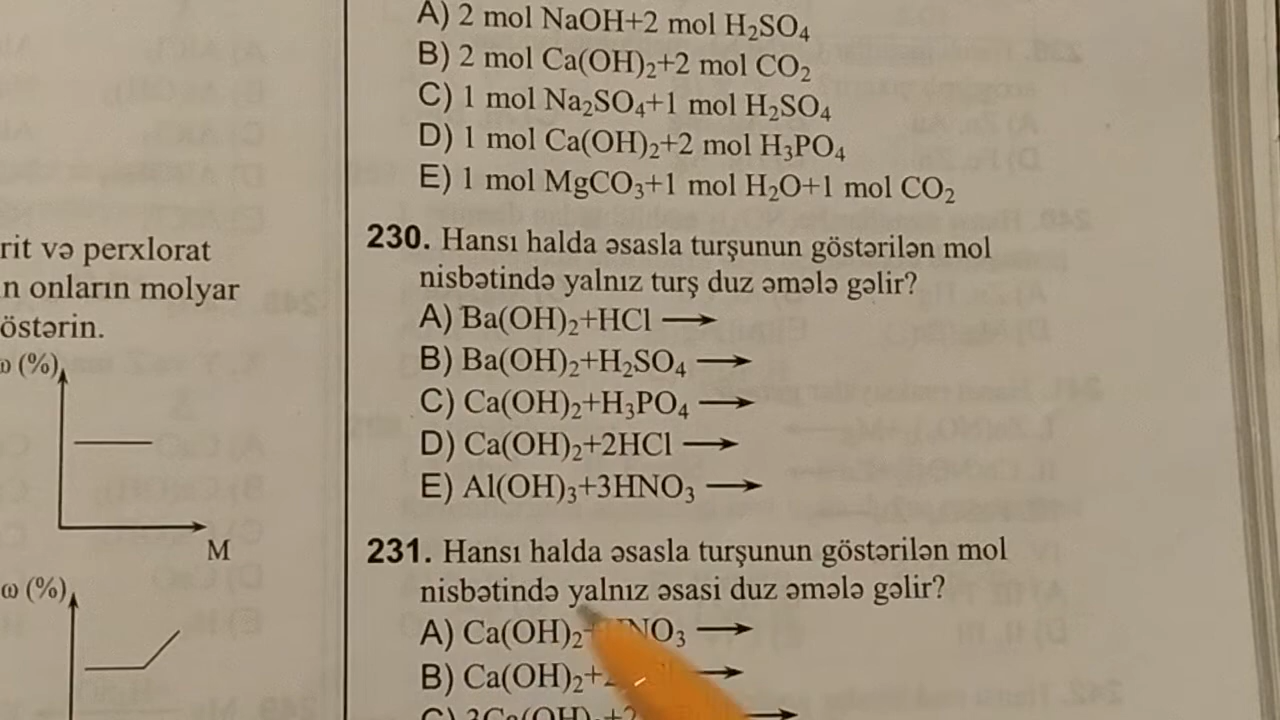 rit və perxlorat
n onların molyar
östərin.
(%)
M
ω (%)
A) 2 mol NaOH+2 mol H₂SO₄
B) 2 mol Ca(OH)₂+2 mol CO₂
C) 1 mol Na₂SO₄+1 mol H₂SO₄
D) 1 mol Ca(OH)₂+2 mol H₃PO₄
E) 1 mol MgCO₃+1 mol H₂O+1 mol CO₂
230. Hansı halda əsasla turşunun göstərilən mol
nisbətində yalnız turş duz əmələ gəlir?
A) Ba(OH)₂+HCl ⟶
B) Ba(OH)₂+H₂SO₄ ⟶
C) Ca(OH)₂+H₃PO₄ ⟶
D) Ca(OH)₂+2HCl ⟶
E) Al(OH)₃+3HNO₃ ⟶
231. Hansı halda əsasla turşunun göstərilən mol
nisbətində yalnız əsasi duz əmələ gəlir?
A) Ca(OH)₂+ NO₃ ⟶
B) Ca(OH)₂+ ⟶